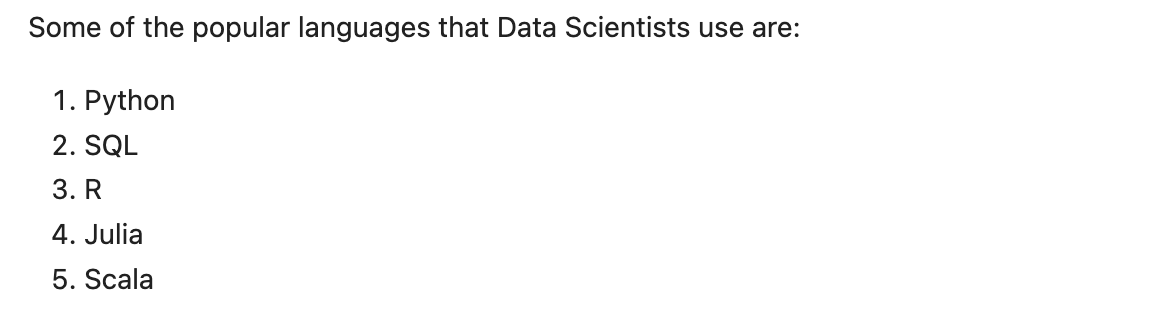 Some of the popular languages that Data Scientists use are:
1. Python
2. SQL
3. R
4. Julia
5. Scala